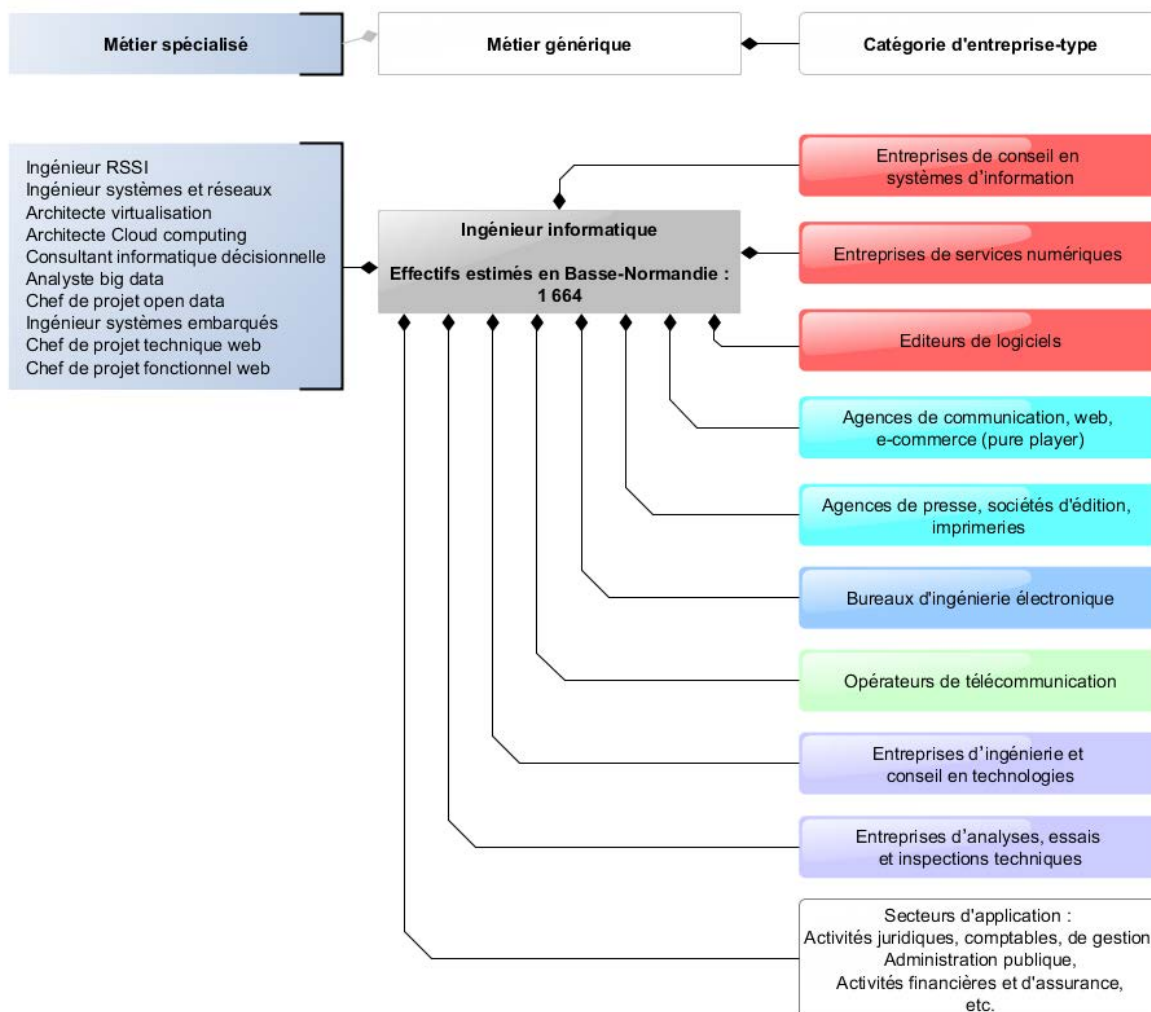 Métier spécialisé
Métier générique
Catégorie d'entreprise-type
Ingénieur RSSI
Ingénieur systèmes et réseaux
Architecte virtualisation
Architecte Cloud computing
Consultant informatique décisionnelle
Analyste big data
Chef de projet open data
Ingénieur systèmes embarqués
Chef de projet technique web
Chef de projet fonctionnel web
Ingénieur informatique
Effectifs estimés en Basse-Normandie :
1 664
Entreprises de conseil en
systèmes d’information
Entreprises de services numériques
Editeurs de logiciels
Agences de communication, web,
e-commerce (pure player)
Agences de presse, sociétés d'édition,
imprimeries
Bureaux d'ingénierie électronique
Opérateurs de télécommunication
Entreprises d’ingénierie et
conseil en technologies
Entreprises d’analyses, essais
et inspections techniques
Secteurs d'application :
Activités juridiques, comptables, de gestion
Administration publique,
Activités financières et d'assurance,
etc.